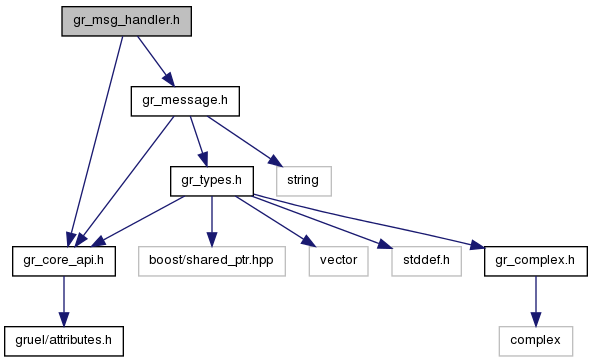 gr_msg_handler.h
gr_message.h
gr_types.h
string
gr_core_api.h
boost/shared_ptr.hpp
vector
stddef.h
gr_complex.h
gruel/attributes.h
complex